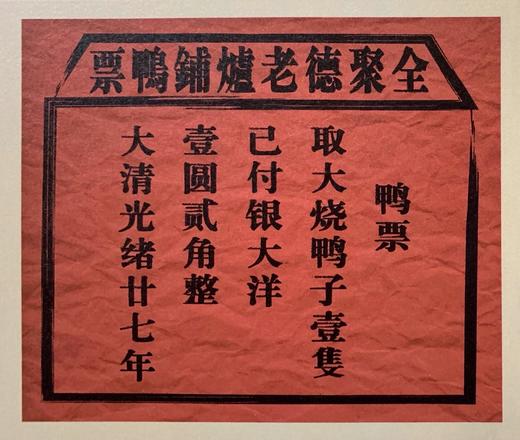 全聚德老爐鋪鴨票
鸭票
取大烧鸭子壹隻
已付银大洋
壹圆贰角整
大清光绪廿七年